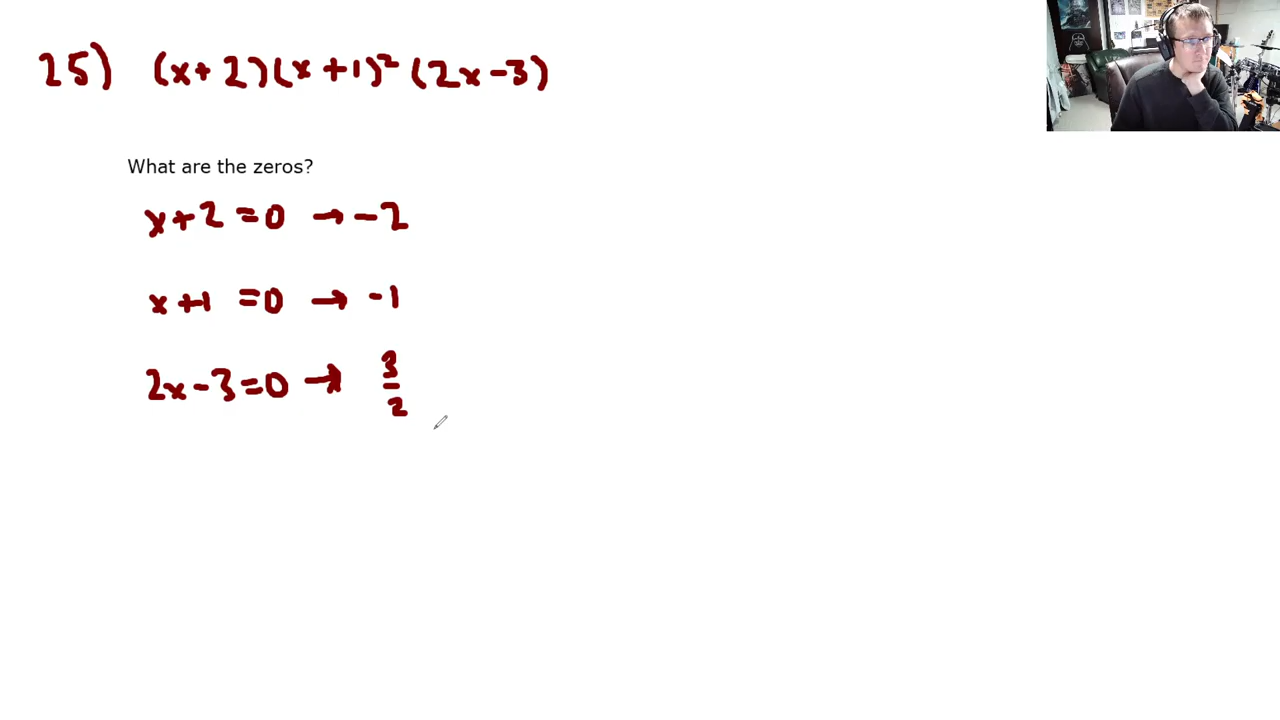 25) (x+2)(x+1)² (2x-3)
What are the zeros?
x+2 =0 → -2
x+1 =0 → -1
2x-3=0 → 3/2